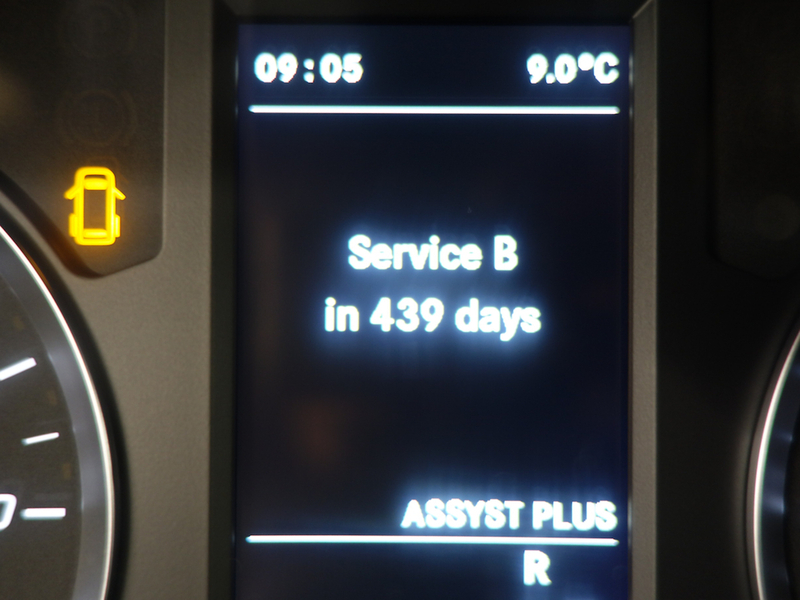 09:05 9.0°C
Service B
in 439 days
ASSYST PLUS
R